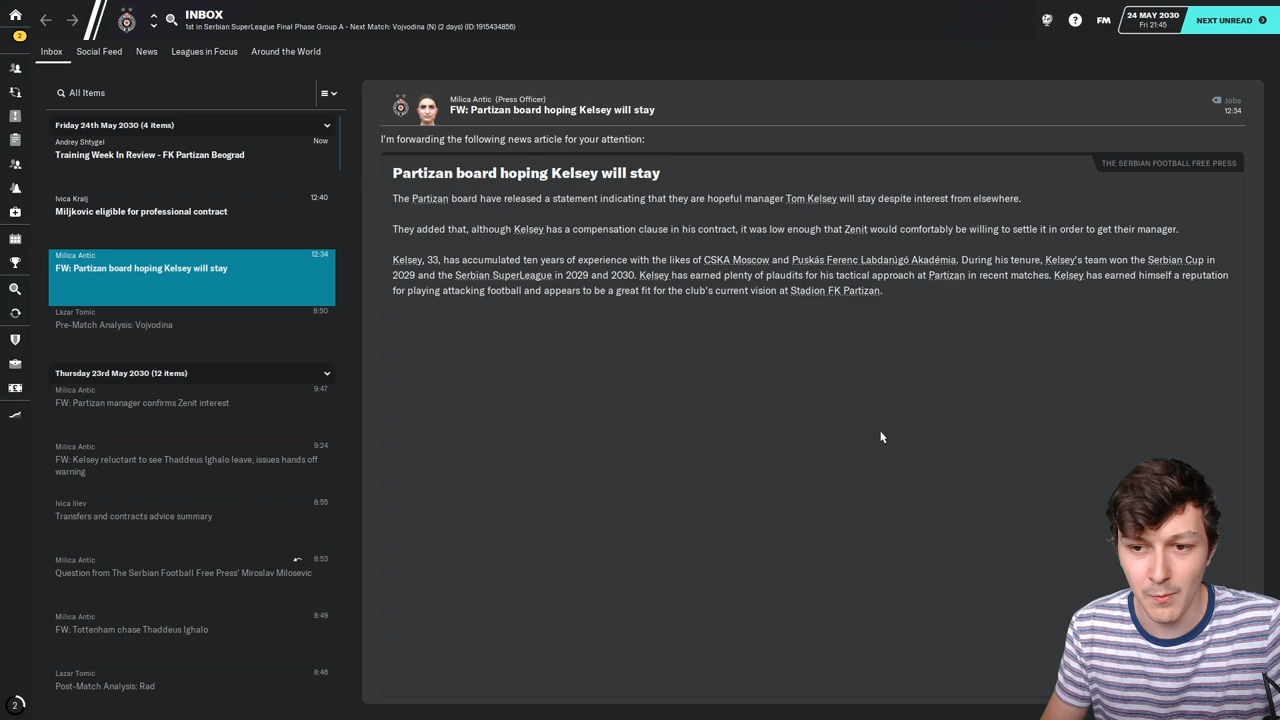 INBOX
1st in Serbian SuperLeague Final Phase Group A - Next Match: Vojvodina (N) (2 days) (ID:1915434856)
FM
24 MAY 2030
Fri 21:45
NEXT UNREAD
2
Inbox
Social Feed
News
Leagues in Focus
Around the World
All Items
Friday 24th May 2030 (4 items)
Andrey Shtygel
Now
Training Week In Review - FK Partizan Beograd
Ivica Kralj
12:40
Miljkovic eligible for professional contract
Milica Antic
12:34
FW: Partizan board hoping Kelsey will stay
Lazar Tomic
8:50
Pre-Match Analysis: Vojvodina
Thursday 23rd May 2030 (12 items)
Milica Antic
9:47
FW: Partizan manager confirms Zenit interest
Milica Antic
9:24
FW: Kelsey reluctant to see Thaddeus Ighalo leave, issues hands off
warning
Ivica Iliev
8:55
Transfers and contracts advice summary
Milica Antic
8:53
Question from The Serbian Football Free Press' Miroslav Milosevic
Milica Antic
8:49
FW: Tottenham chase Thaddeus Ighalo
Lazar Tomic
8:46
Post-Match Analysis: Rad
2
Milica Antic (Press Officer)
FW: Partizan board hoping Kelsey will stay
Jobs
12:34
I'm forwarding the following news article for your attention:
THE SERBIAN FOOTBALL FREE PRESS
Partizan board hoping Kelsey will stay
The Partizan board have released a statement indicating that they are hopeful manager Tom Kelsey will stay despite interest from elsewhere.
They added that, although Kelsey has a compensation clause in his contract, it was low enough that Zenit would comfortably be willing to settle it in order to get their manager.
Kelsey, 33, has accumulated ten years of experience with the likes of CSKA Moscow and Puskás Ferenc Labdarúgó Akadémia. During his tenure, Kelsey's team won the Serbian Cup in
2029 and the Serbian SuperLeague in 2029 and 2030. Kelsey has earned plenty of plaudits for his tactical approach at Partizan in recent matches. Kelsey has earned himself a reputation
for playing attacking football and appears to be a great fit for the club's current vision at Stadion FK Partizan.